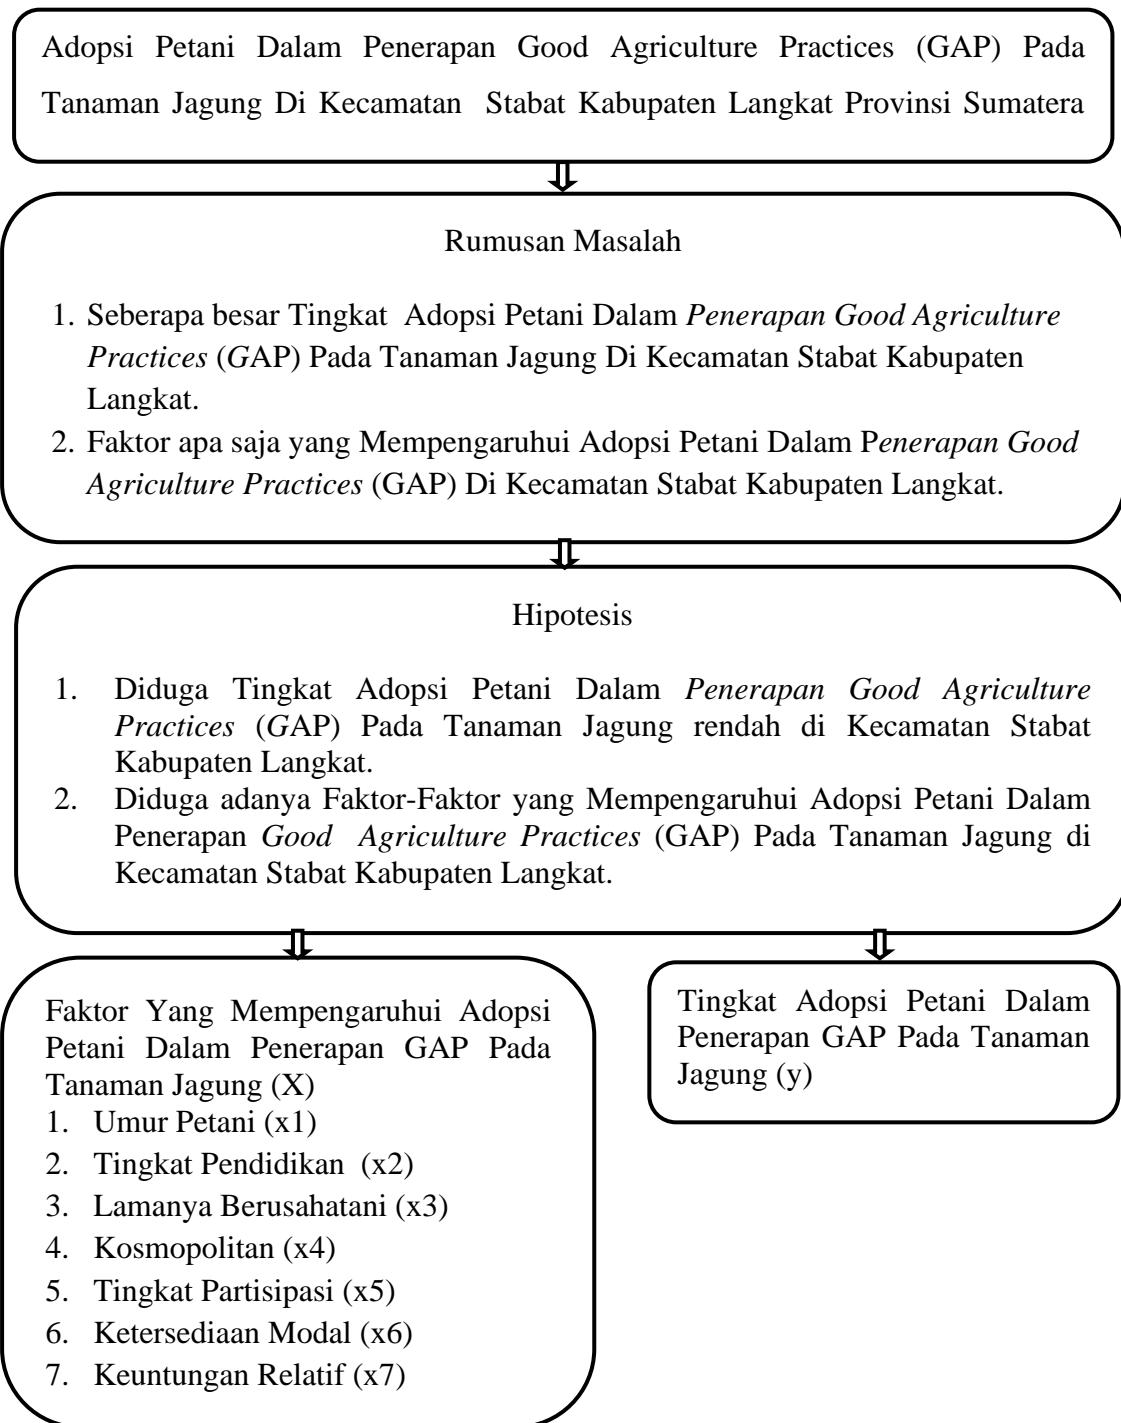 Adopsi Petani Dalam Penerapan Good Agriculture Practices (GAP) Pada
Tanaman Jagung Di Kecamatan Stabat Kabupaten Langkat Provinsi Sumatera
Rumusan Masalah
1. Seberapa besar Tingkat Adopsi Petani Dalam Penerapan Good Agriculture
Practices (GAP) Pada Tanaman Jagung Di Kecamatan Stabat Kabupaten
Langkat.
2. Faktor apa saja yang Mempengaruhui Adopsi Petani Dalam Penerapan Good
Agriculture Practices (GAP) Di Kecamatan Stabat Kabupaten Langkat.
Hipotesis
1. Diduga Tingkat Adopsi Petani Dalam Penerapan Good Agriculture
Practices (GAP) Pada Tanaman Jagung rendah di Kecamatan Stabat
Kabupaten Langkat.
2. Diduga adanya Faktor-Faktor yang Mempengaruhui Adopsi Petani Dalam
Penerapan Good Agriculture Practices (GAP) Pada Tanaman Jagung di
Kecamatan Stabat Kabupaten Langkat.
Faktor Yang Mempengaruhui Adopsi
Petani Dalam Penerapan GAP Pada
Tanaman Jagung (X)
1. Umur Petani (x1)
2. Tingkat Pendidikan (x2)
3. Lamanya Berusahatani (x3)
4. Kosmopolitan (x4)
5. Tingkat Partisipasi (x5)
6. Ketersediaan Modal (x6)
7. Keuntungan Relatif (x7)
Tingkat Adopsi Petani Dalam
Penerapan GAP Pada Tanaman
Jagung (y)